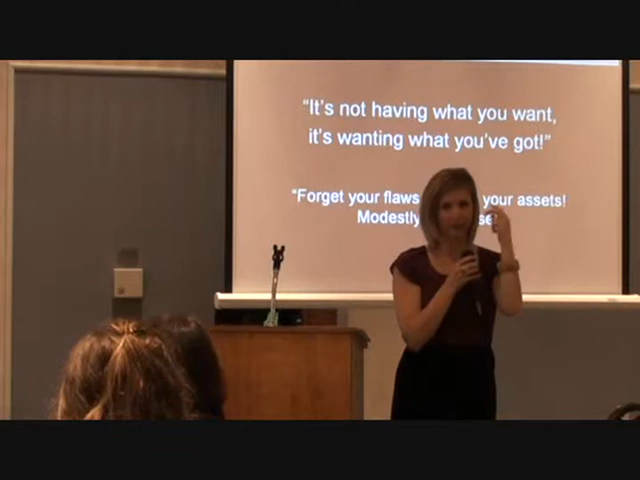 “It’s not having what you want,
it’s wanting what you’ve got!”
“Forget your flaws your assets!
Modestly